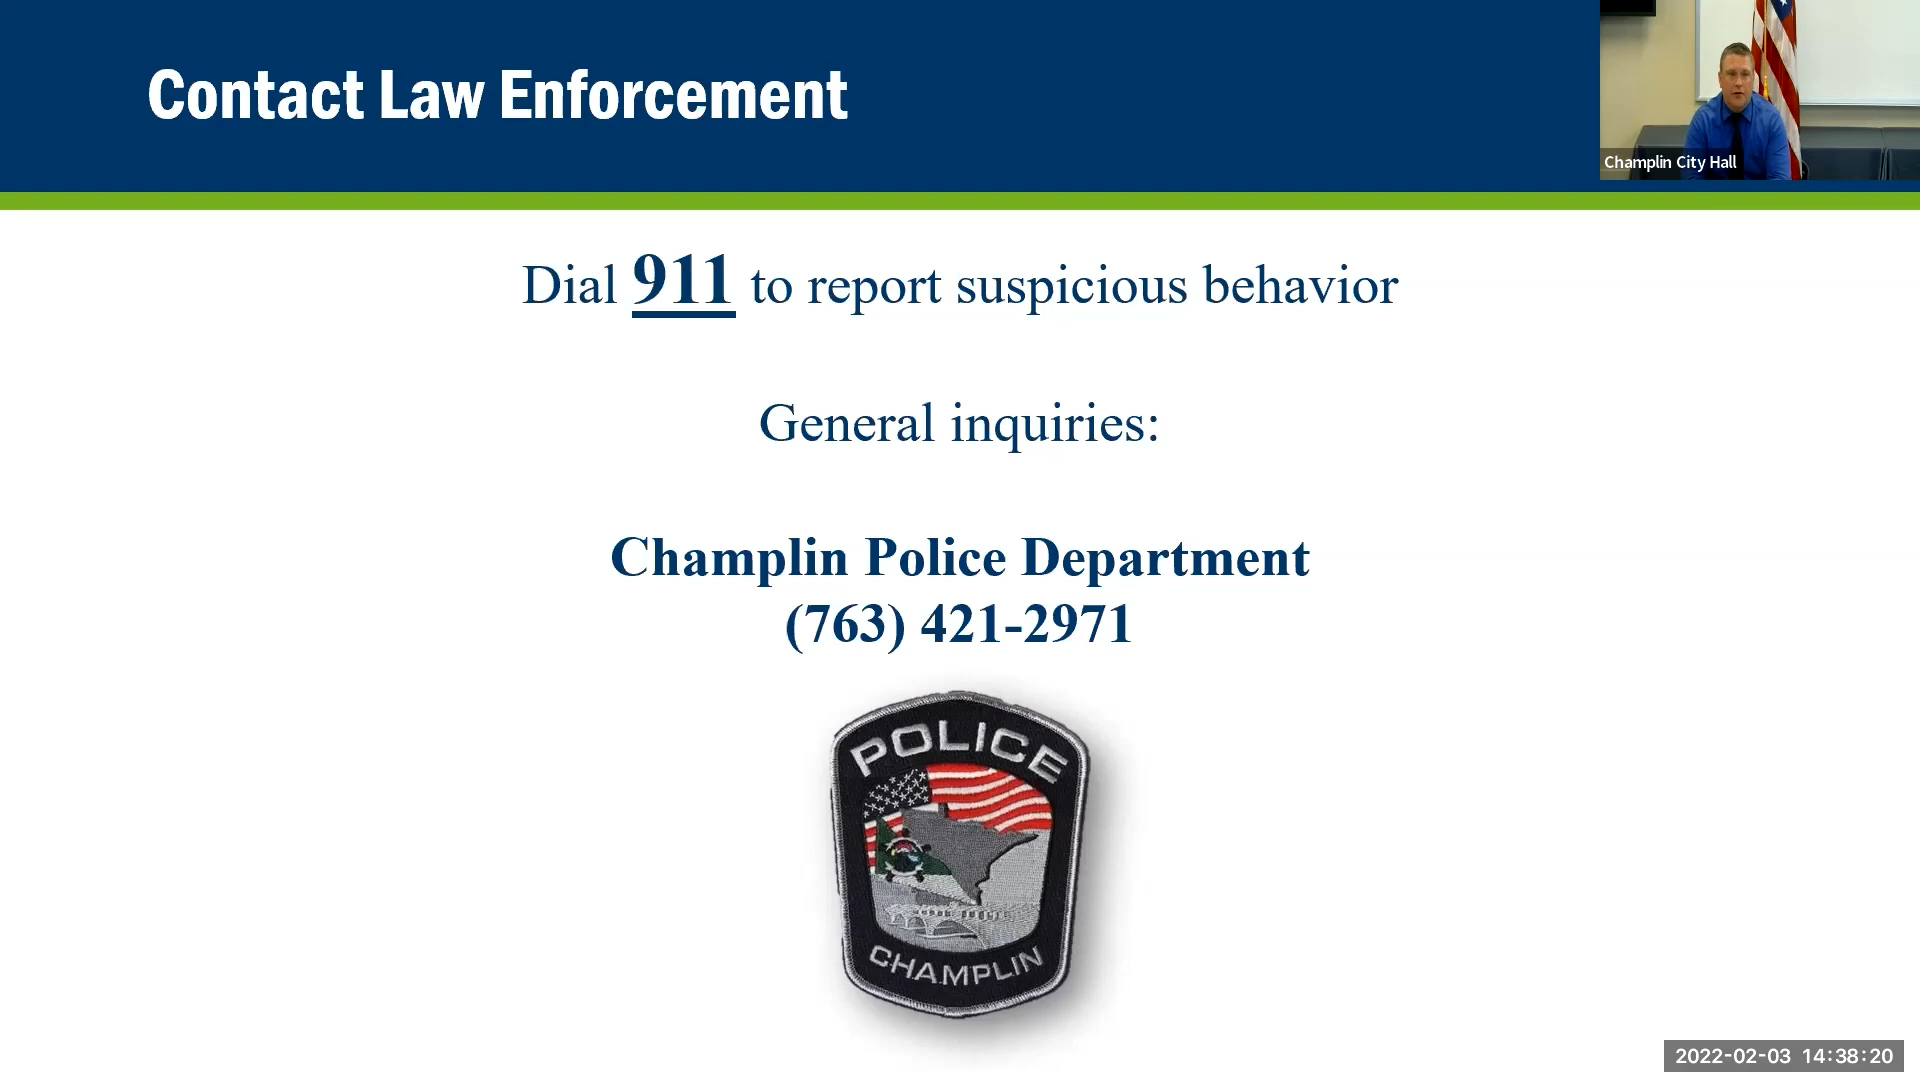 Contact Law Enforcement
Champlin City Hall
Dial 911 to report suspicious behavior
General inquiries:
Champlin Police Department
(763) 421-2971
POLICE
CHAMPLIN
2022-02-03 14:38:20